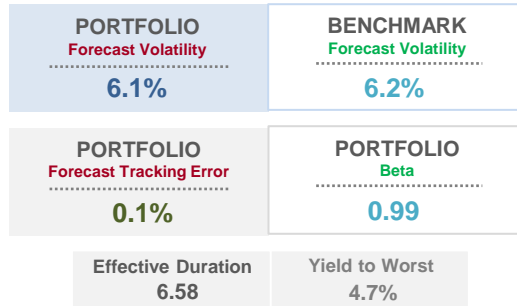 PORTFOLIO
Forecast Volatility
6.1%
BENCHMARK
Forecast Volatility
6.2%
PORTFOLIO
Forecast Tracking Error
0.1%
PORTFOLIO
Beta
0.99
Effective Duration
6.58
Yield to Worst
4.7%